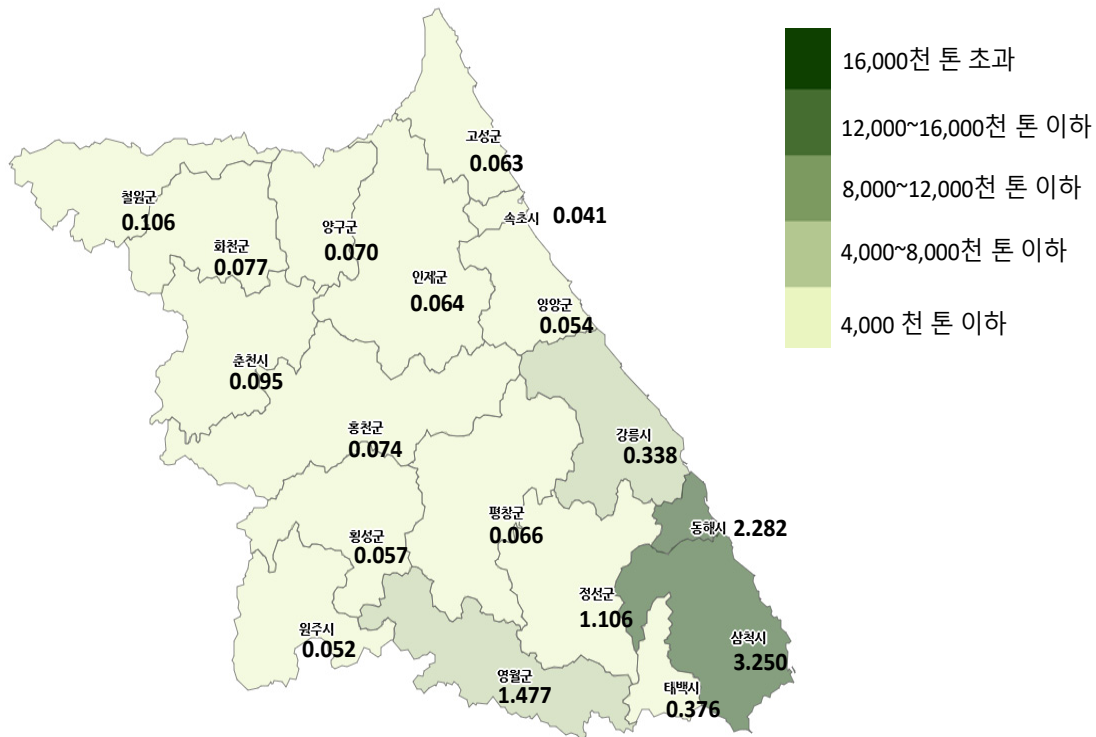 16,000천 톤 초과
12,000~16,000천 톤 이하
8,000~12,000천 톤 이하
4,000~8,000천 톤 이하
4,000 천 톤 이하
고성군
0.063
철원군
0.106
속초시 0.041
화천군
0.077
양구군
0.070
인제군
0.064
양양군
0.054
춘천시
0.095
홍천군
0.074
강릉시
0.338
평창군
0.066
동해시 2.282
횡성군
0.057
정선군
1.106
원주시
0.052
삼척시
3.250
영월군
1.477
태백시
0.376